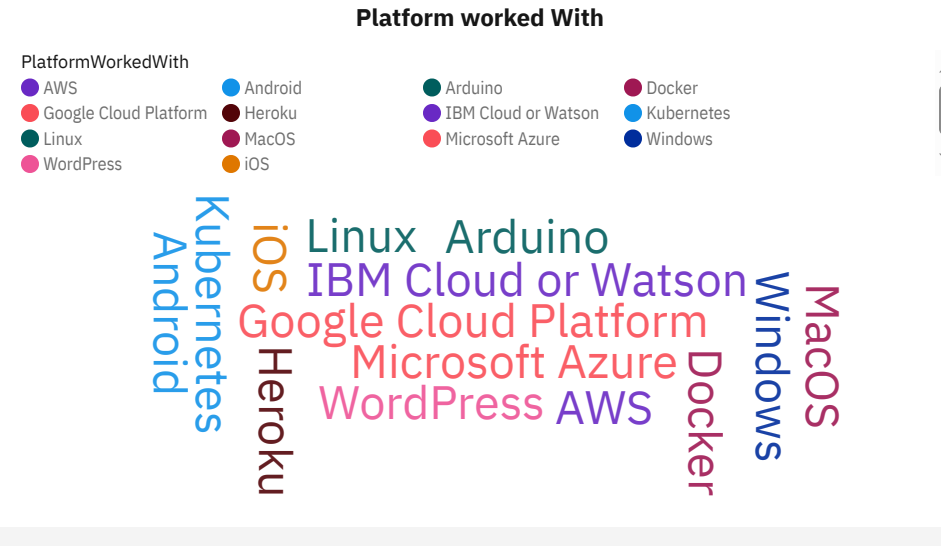 Platform worked With
PlatformWorkedWith
AWS Android Arduino Docker
Google Cloud Platform Heroku IBM Cloud or Watson Kubernetes
Linux MacOS Microsoft Azure Windows
WordPress iOS
Kubernetes
Android
iOS
Linux Arduino
IBM Cloud or Watson
Google Cloud Platform
Microsoft Azure
WordPress AWS
Heroku
Docker
Windows
MacOS